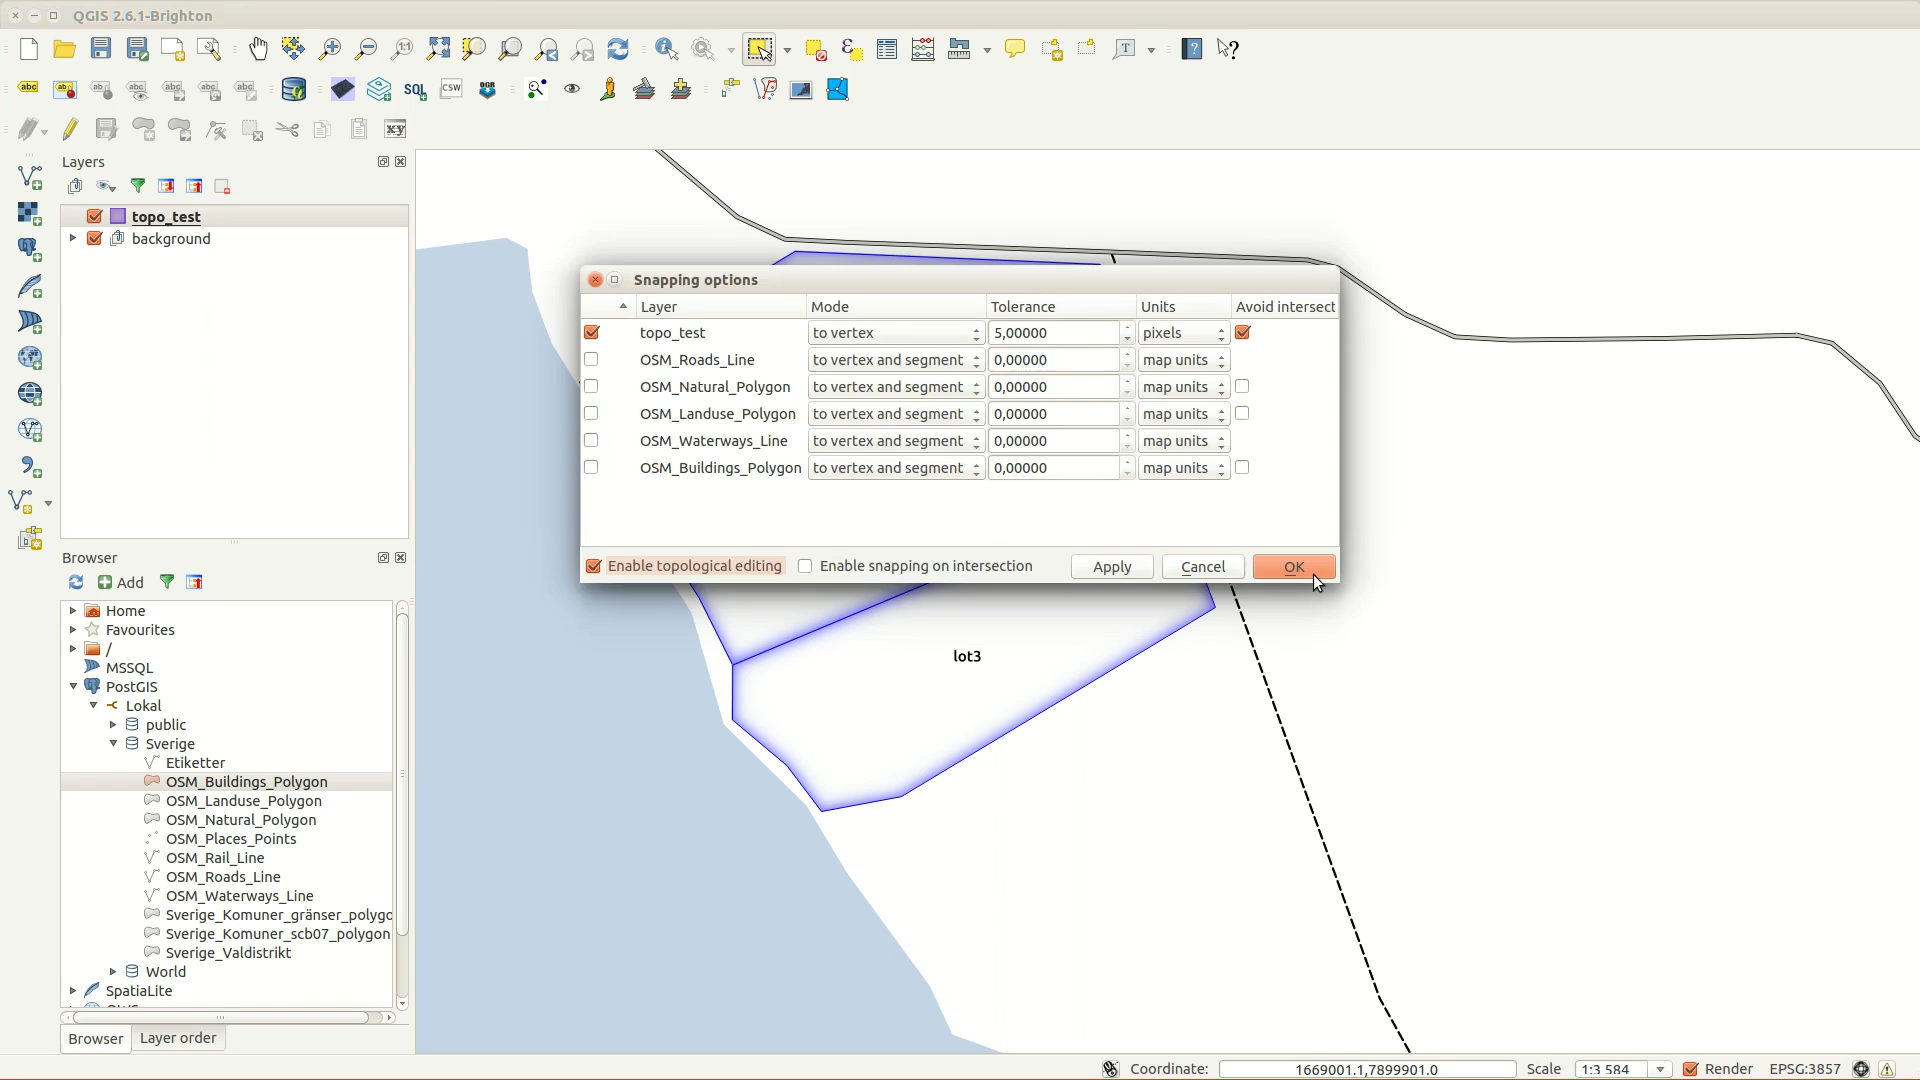 QGIS 2.6.1-Brighton
Layers
topo_test
background
Snapping options
Layer Mode Tolerance Units Avoid intersect
topo_test to vertex 5,00000 pixels
OSM_Roads_Line to vertex and segment 0,00000 map units
OSM_Natural_Polygon to vertex and segment 0,00000 map units
OSM_Landuse_Polygon to vertex and segment 0,00000 map units
OSM_Waterways_Line to vertex and segment 0,00000 map units
OSM_Buildings_Polygon to vertex and segment 0,00000 map units
Enable topological editing Enable snapping on intersection Apply Cancel OK
lot3
Browser
Add
Home
Favourites
/
MSSQL
PostGIS
Lokal
public
Sverige
Etiketter
OSM_Buildings_Polygon
OSM_Landuse_Polygon
OSM_Natural_Polygon
OSM_Places_Points
OSM_Rail_Line
OSM_Roads_Line
OSM_Waterways_Line
Sverige_Komuner_gränser_polygo
Sverige_Komuner_scb07_polygon
Sverige_Valdistrikt
World
SpatiaLite
Browser Layer order
Coordinate: 1669001.1,7899901.0 Scale 1:3 584 Render EPSG:3857